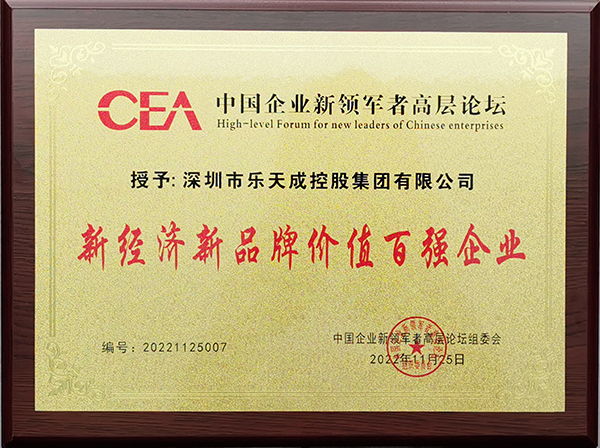 CEA 中国企业新领军者高层论坛
High-level Forum for new leaders of Chinese enterprises
授予: 深圳市乐天成控股集团有限公司
新经济新品牌价值百强企业
编号: 20221125007
中国企业新领军者高层论坛组委会
2022年11月25日